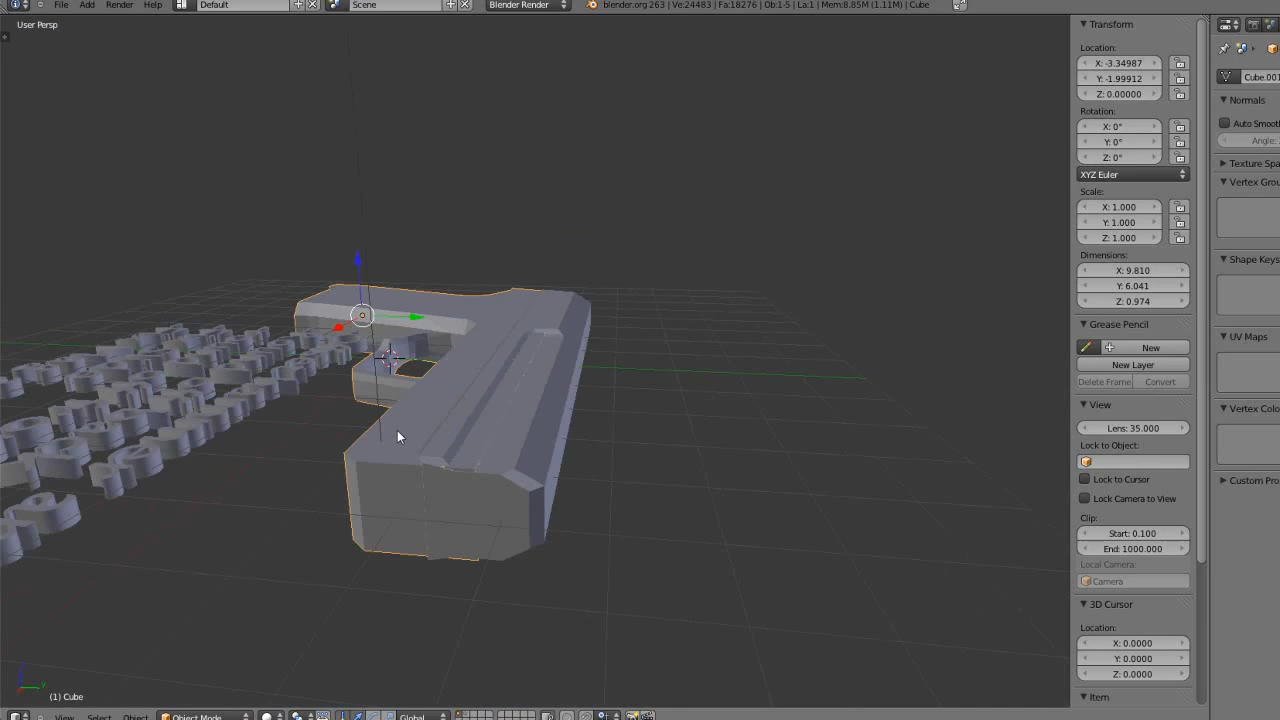 File Add Render Help Default Scene Blender Render blender.org 263 | Ve:24483 | Fa:18276 | Ob:1-5 | La:1 | Mem:8.85M (1.11M) | Cube
User Persp
Transform
Location:
X: -3.34987
Y: -1.99912
Z: 0.00000
Rotation:
X: 0°
Y: 0°
Z: 0°
XYZ Euler
Scale:
X: 1.000
Y: 1.000
Z: 1.000
Dimensions:
X: 9.810
Y: 6.041
Z: 0.974
Grease Pencil
New
New Layer
Delete Frame Convert
View
Lens: 35.000
Lock to Object:
Lock to Cursor
Lock Camera to View
Clip:
Start: 0.100
End: 1000.000
Local Camera:
Camera
3D Cursor
Location:
X: 0.0000
Y: 0.0000
Z: 0.0000
Item
Cube.001
Normals
Auto Smoot
Angle:
Texture Spa
Vertex Grou
Shape Keys
UV Maps
Vertex Colo
Custom Pro
y
(1) Cube
View Select Object Object Mode Global